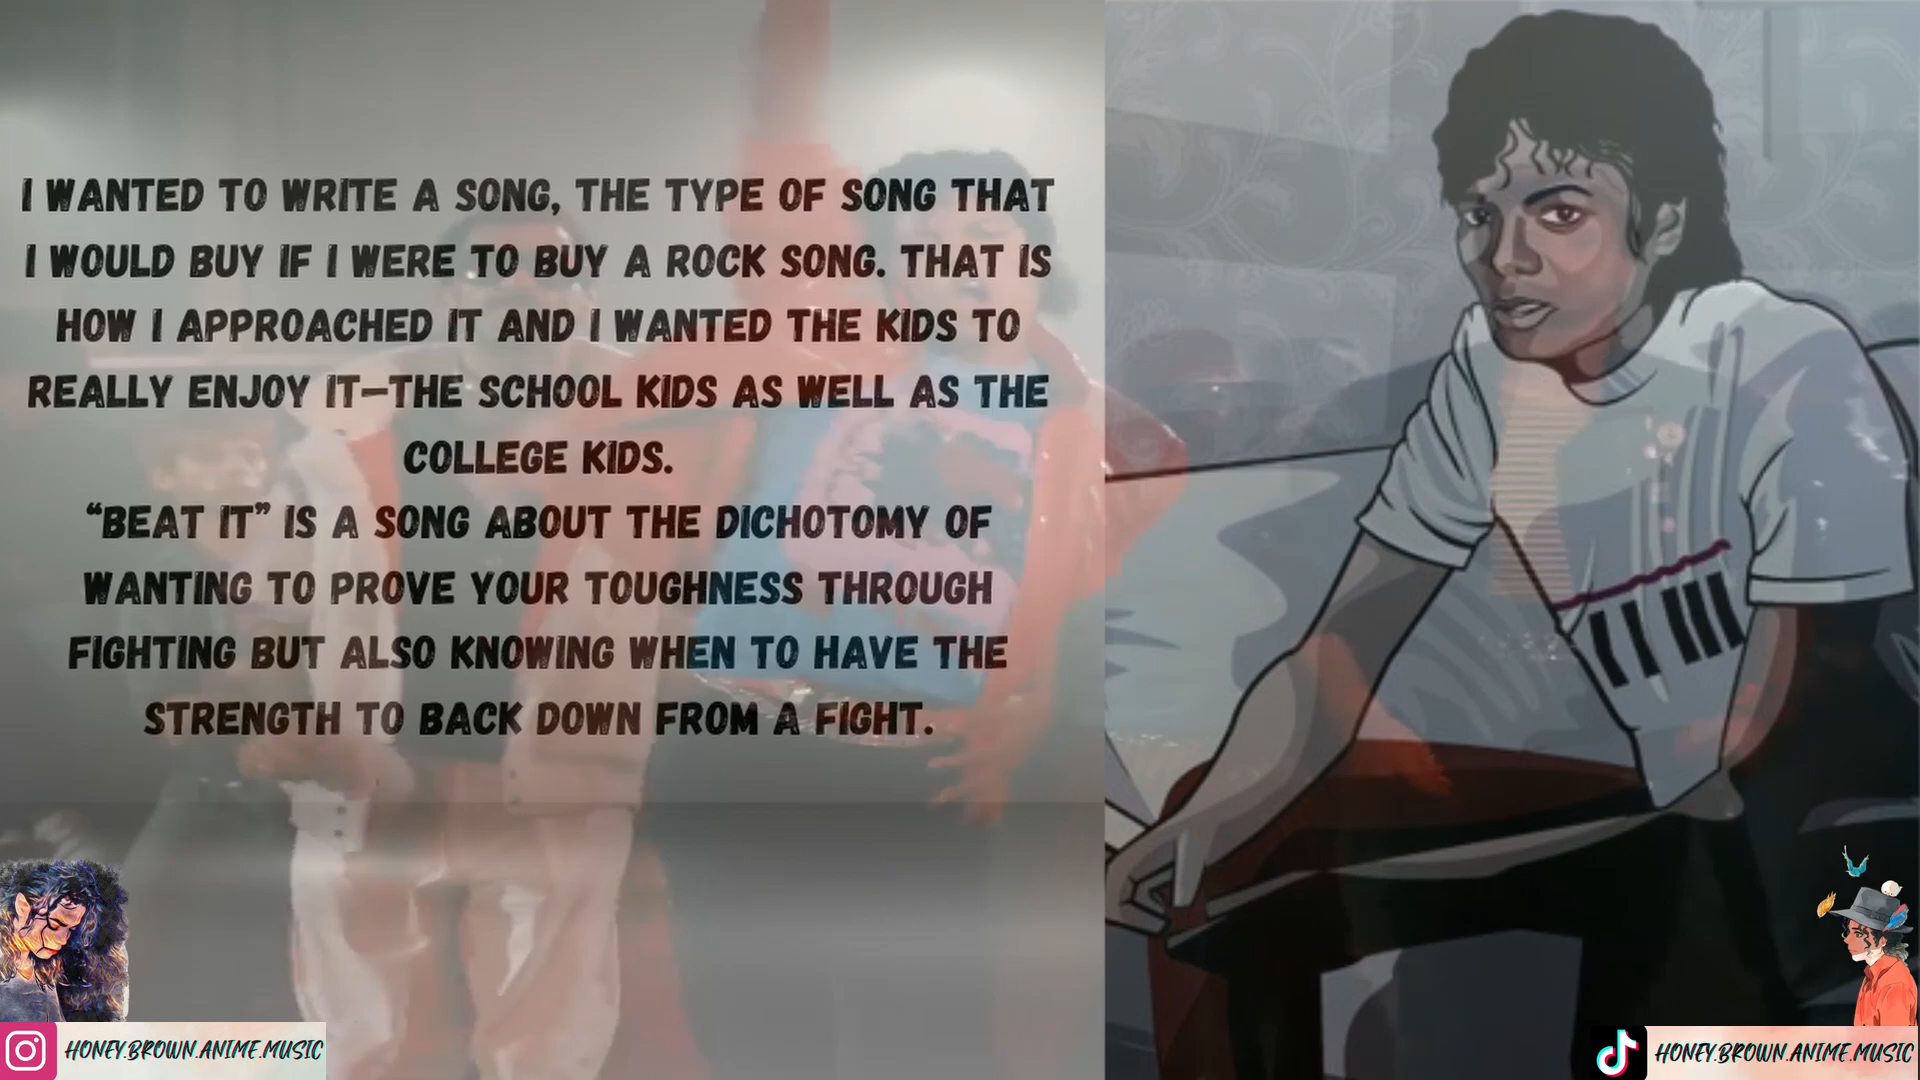 I WANTED TO WRITE A SONG, THE TYPE OF SONG THAT
I WOULD BUY IF I WERE TO BUY A ROCK SONG. THAT IS
HOW I APPROACHED IT AND I WANTED THE KIDS TO
REALLY ENJOY IT—THE SCHOOL KIDS AS WELL AS THE
COLLEGE KIDS.
“BEAT IT” IS A SONG ABOUT THE DICHOTOMY OF
WANTING TO PROVE YOUR TOUGHNESS THROUGH
FIGHTING BUT ALSO KNOWING WHEN TO HAVE THE
STRENGTH TO BACK DOWN FROM A FIGHT.
HONEY.BROWN.ANIME.MUSIC
HONEY.BROWN.ANIME.MUSIC